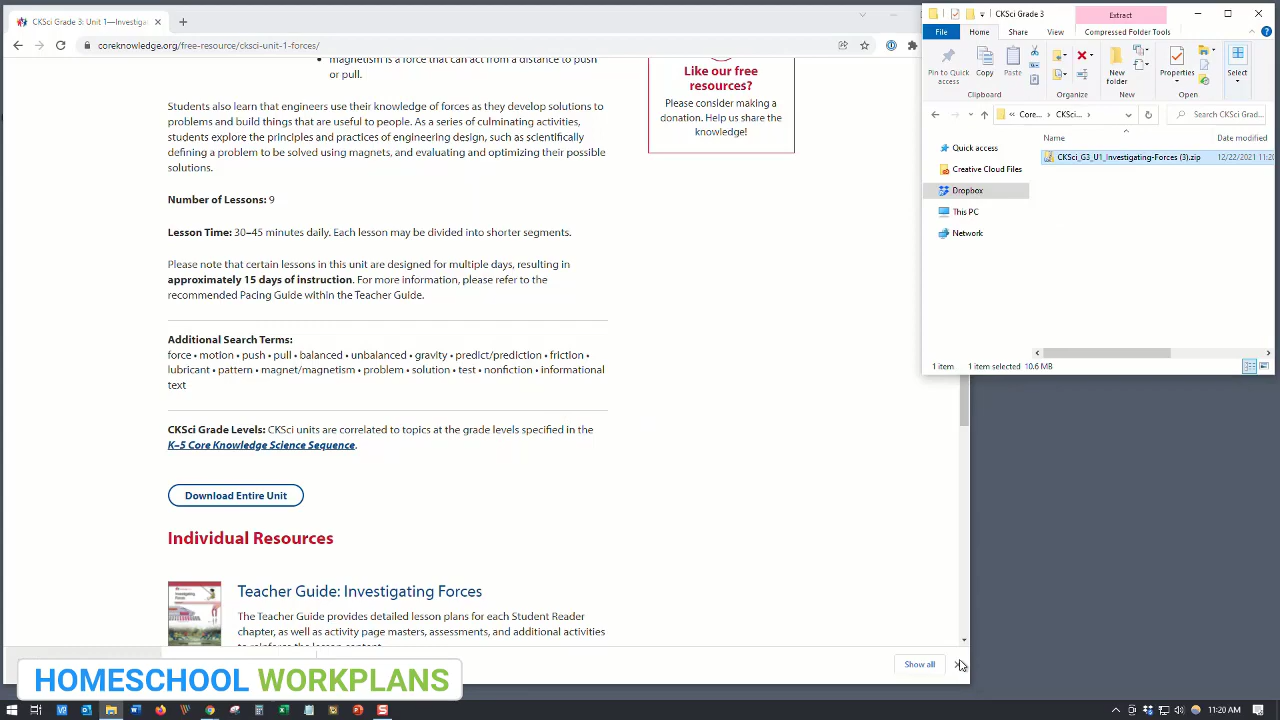 CKSci Grade 3: Unit 1—Investiga
coreknowledge.org/free-resource/cksci-unit-1-forces/
magnetism is a force that can act from a distance to push
or pull.
Students also learn that engineers use their knowledge of forces as they develop solutions to
problems and build things that are useful to people. As a series of culminating activities,
students explore the principles and practices of engineering design, such as scientifically
defining a problem to be solved using magnets, and evaluating and optimizing their possible
solutions.
Number of Lessons: 9
Lesson Time: 30–45 minutes daily. Each lesson may be divided into shorter segments.
Please note that certain lessons in this unit are designed for multiple days, resulting in
approximately 15 days of instruction. For more information, please refer to the
recommended Pacing Guide within the Teacher Guide.
Additional Search Terms:
force • motion • push • pull • balanced • unbalanced • gravity • predict/prediction • friction •
lubricant • pattern • magnet/magnetism • problem • solution • test • nonfiction • informational
text
CKSci Grade Levels: CKSci units are correlated to topics at the grade levels specified in the
K–5 Core Knowledge Science Sequence.
Download Entire Unit
Individual Resources
Teacher Guide: Investigating Forces
The Teacher Guide provides detailed lesson plans for each Student Reader
chapter, as well as activity page masters, assessments, and additional activities
to reinforce the lesson content.
Like our free
resources?
Please consider making a
donation. Help us share the
knowledge!
CKSci Grade 3
Extract
File
Home
Share
View
Compressed Folder Tools
Pin to Quick
access
Copy
Paste
New
folder
Properties
Select
Clipboard
Organize
New
Open
Core...
CKSci...
Search CKSci Grad...
Name
Date modified
Quick access
Creative Cloud Files
Dropbox
This PC
Network
CKSci_G3_U1_Investigating-Forces (3).zip
12/22/2021 11:20
1 item
1 item selected
10.6 MB
Show all
HOMESCHOOL WORKPLANS
11:20 AM